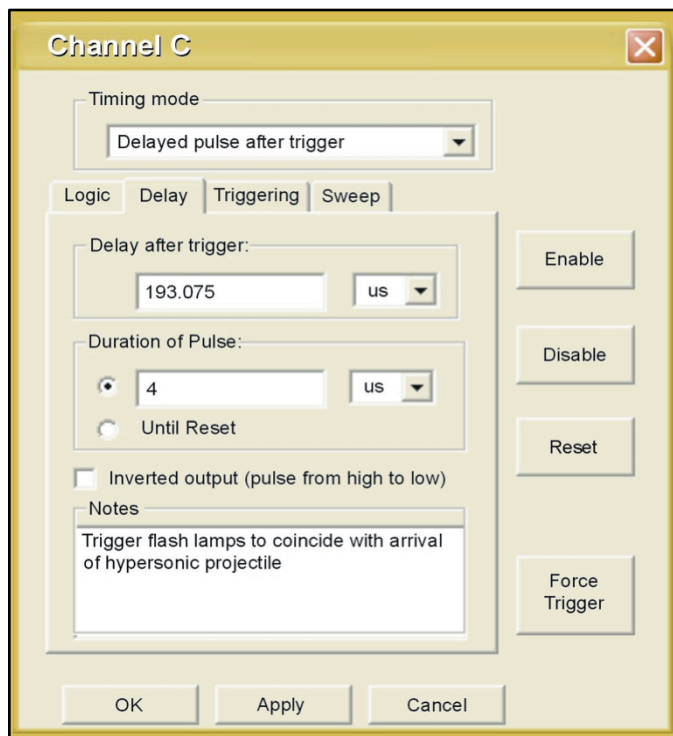 Channel C
Timing mode
Delayed pulse after trigger
Logic Delay Triggering Sweep
Delay after trigger:
193.075 us
Duration of Pulse:
4 us
Until Reset
Inverted output (pulse from high to low)
Notes
Trigger flash lamps to coincide with arrival
of hypersonic projectile
Enable
Disable
Reset
Force
Trigger
OK Apply Cancel